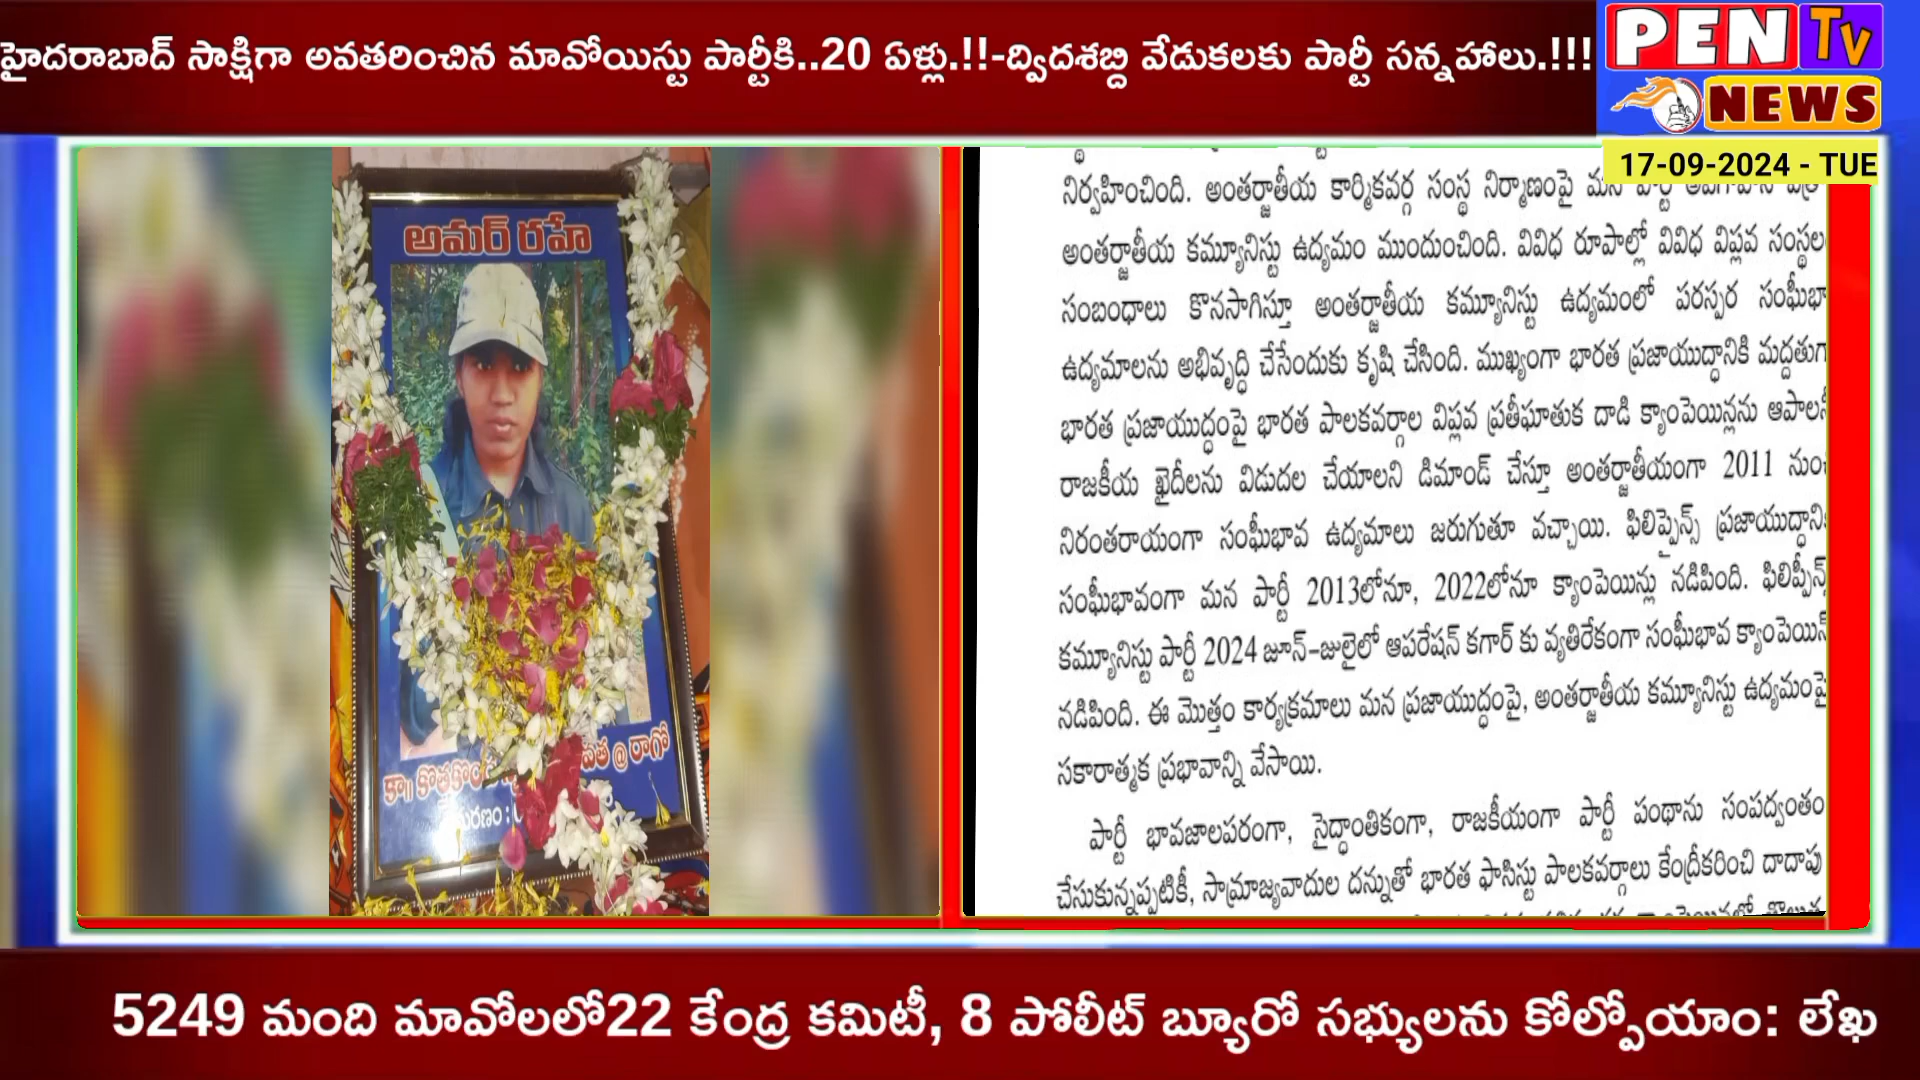 హైదరాబాద్ సాక్షిగా అవతరించిన మావోయిస్టు పార్టీకి..20 ఏళ్లు.!!-ద్విదశబ్ది వేడుకలకు పార్టీ సన్నహాలు.!!!
PEN TV
NEWS
17-09-2024 - TUE
అమర్ రహే
కా॥
@ రాగో
నిర్వహించింది. అంతర్జాతీయ కార్మికవర్గ సంస్థ నిర్మాణంపై
అంతర్జాతీయ కమ్యూనిస్టు ఉద్యమం ముందుంచింది. వివిధ రూపాల్లో వివిధ విప్లవ సంస్థల
సంబంధాలు కొనసాగిస్తూ అంతర్జాతీయ కమ్యూనిస్టు ఉద్యమంలో పరస్పర సంఘీభా
ఉద్యమాలను అభివృద్ధి చేసేందుకు కృషి చేసింది. ముఖ్యంగా భారత ప్రజాయుద్ధానికి మద్దతుగ
భారత ప్రజాయుద్ధంపై భారత పాలకవర్గాల విప్లవ ప్రతీఘాతుక దాడి క్యాంపెయిన్లను ఆపాల
రాజకీయ ఖైదీలను విడుదల చేయాలని డిమాండ్ చేస్తూ అంతర్జాతీయంగా 2011 నుం
నిరంతరాయంగా సంఘీభావ ఉద్యమాలు జరుగుతూ వచ్చాయి. ఫిలిప్పైన్స్ ప్రజాయుద్ధాని
సంఘీభావంగా మన పార్టీ 2013లోనూ, 2022లోనూ క్యాంపెయిన్లు నడిపింది. ఫిలిప్పీన్స్
కమ్యూనిస్టు పార్టీ 2024 జూన్-జులైలో ఆపరేషన్ కగార్ కు వ్యతిరేకంగా సంఘీభావ క్యాంపెయిన్
నడిపింది. ఈ మొత్తం కార్యక్రమాలు మన ప్రజాయుద్ధంపై, అంతర్జాతీయ కమ్యూనిస్టు ఉద్యమంపై
సకారాత్మక ప్రభావాన్ని వేసాయి.
పార్టీ భావజాలపరంగా, సైద్ధాంతికంగా, రాజకీయంగా పార్టీ పంథాను సంపద్వంతం
చేసుకున్నప్పటికీ, సామ్రాజ్యవాదుల దన్నుతో భారత ఫాసిస్టు పాలకవర్గాలు కేంద్రీకరించి దాదాపు
5249 మంది మావోలలో22 కేంద్ర కమిటీ, 8 పోలీట్ బ్యూరో సభ్యులను కోల్పోయాం: లేఖ